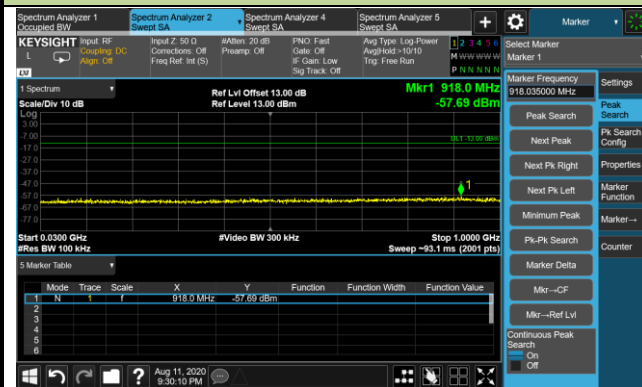 Spectrum Analyzer 1
Occupied BW
Spectrum Analyzer 2
Swept SA
Spectrum Analyzer 4
Swept SA
Spectrum Analyzer 5
Swept SA
+
Marker
KEYSIGHT
L
LXI
Input: RF
Coupling: DC
Align: Off
Input Z: 50 Ω
Corrections: Off
Freq Ref: Int (S)
#Atten: 20 dB
Preamp: Off
PNO: Fast
Gate: Off
IF Gain: Low
Sig Track: Off
Avg Type: Log-Power
Avg|Hold:>10/10
Trig: Free Run
1 2 3 4 5 6
M W W W W W
P N N N N N
Select Marker
Marker 1
1 Spectrum
Scale/Div 10 dB
Log
Ref Lvl Offset 13.00 dB
Ref Level 13.00 dBm
Mkr1 918.0 MHz
-57.69 dBm
3.00
-7.00
-17.0
-27.0
-37.0
-47.0
-57.0
-67.0
-77.0
DL1 -13.00 dBm
1
Start 0.0300 GHz
#Res BW 100 kHz
#Video BW 300 kHz
Stop 1.0000 GHz
Sweep ~93.1 ms (2001 pts)
5 Marker Table
Mode Trace Scale X Y Function Function Width Function Value
1 N 1 f 918.0 MHz -57.69 dBm
2
3
4
5
6
Marker Frequency
918.035000 MHz
Peak Search
Next Peak
Next Pk Right
Next Pk Left
Minimum Peak
Pk-Pk Search
Marker Delta
Mkr→CF
Mkr→Ref Lvl
Continuous Peak
Search
On
Off
Settings
Peak
Search
Pk Search
Config
Properties
Marker
Function
Marker→
Counter
?
Aug 11, 2020
9:30:10 PM